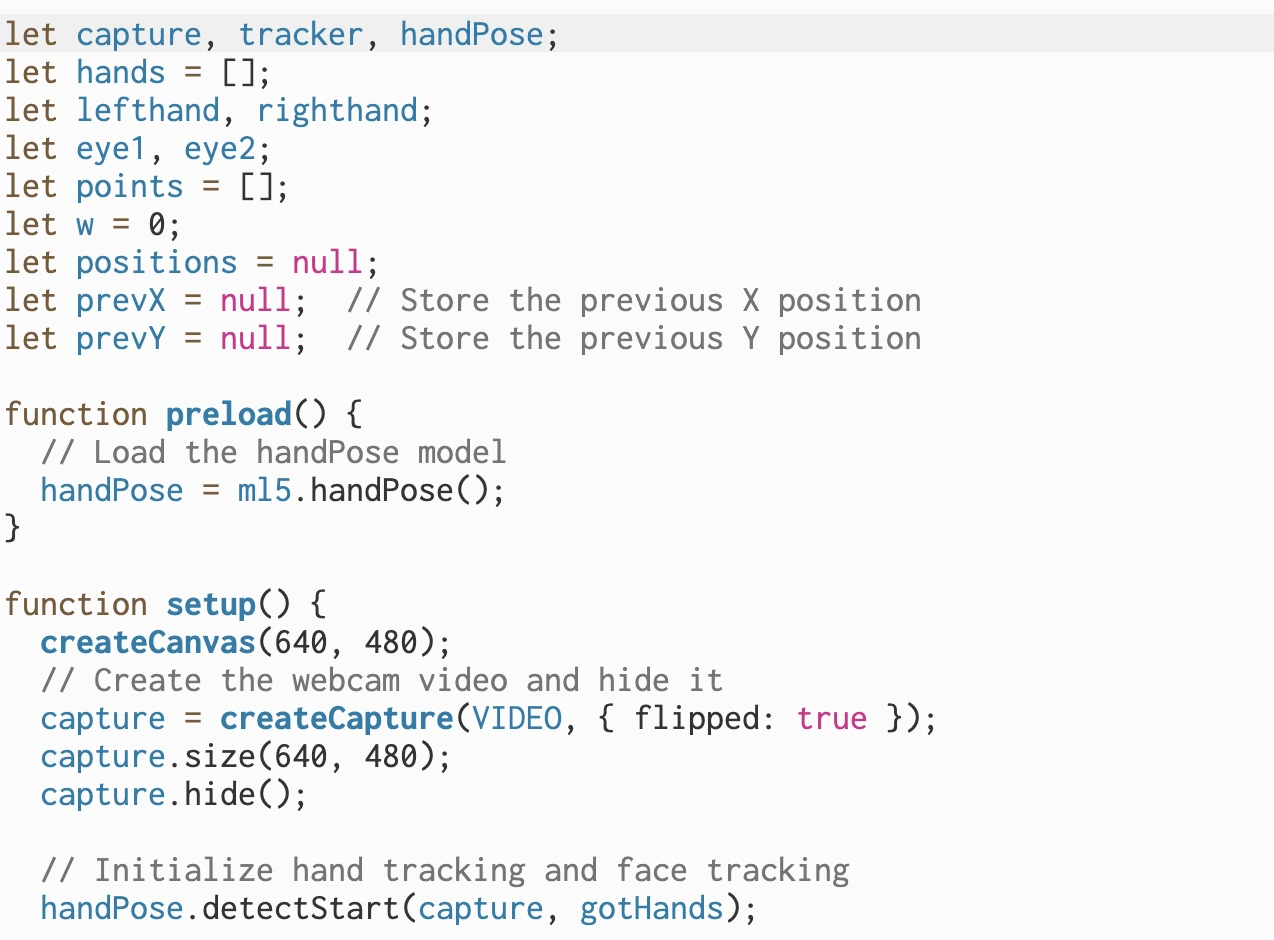 let capture, tracker, handPose;
let hands = [];
let lefthand, righthand;
let eye1, eye2;
let points = [];
let w = 0;
let positions = null;
let prevX = null;  // Store the previous X position
let prevY = null;  // Store the previous Y position

function preload() {
  // Load the handPose model
  handPose = ml5.handPose();
}

function setup() {
  createCanvas(640, 480);
  // Create the webcam video and hide it
  capture = createCapture(VIDEO, { flipped: true });
  capture.size(640, 480);
  capture.hide();

  // Initialize hand tracking and face tracking
  handPose.detectStart(capture, gotHands);